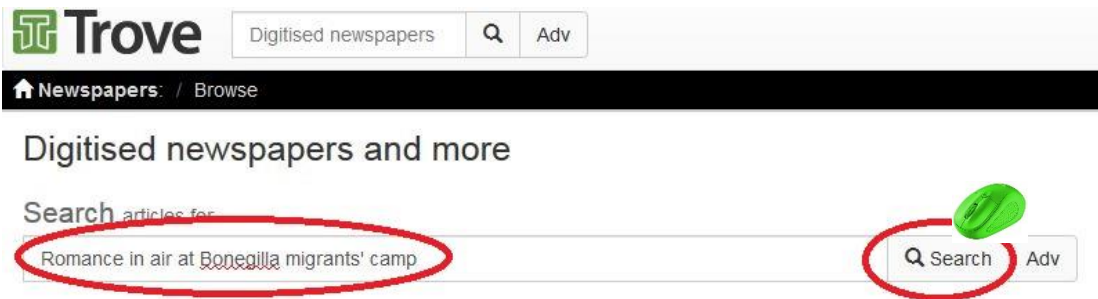 Trove Digitised newspapers Adv
Newspapers: / Browse
Digitised newspapers and more
Search articles for
Romance in air at Bonegilla migrants' camp Search Adv